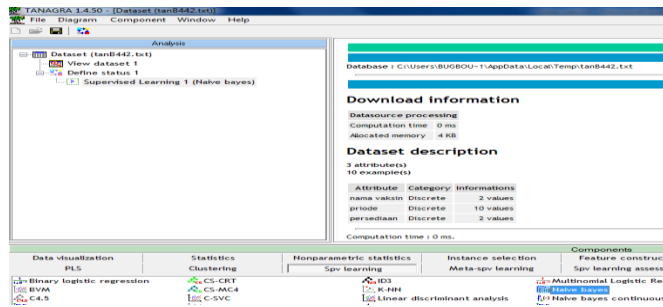 TANAGRA 1.4.50 - [Dataset (tanB442.txt)]
File Diagram Component Window Help
Analysis
Dataset (tanB442.txt)
View dataset 1
Define status 1
Supervised Learning 1 (Naive bayes)
Database : C:\Users\BUGBOU~1\AppData\Local\Temp\tanB442.txt
Download information
Datasource processing
Computation time 0 ms
Allocated memory 4 KB
Dataset description
3 attribute(s)
10 example(s)
Attribute Category Informations
nama vaksin Discrete 2 values
priode Discrete 10 values
persediaan Discrete 2 values
Computation time : 0 ms.
Components
Data visualization Statistics Nonparametric statistics Instance selection Feature construc
PLS Clustering Spv learning Meta-spv learning Spv learning assess
Binary logistic regression CS-CRT ID3 Multinomial Logistic Re
BVM CS-MC4 K-NN Naive bayes
C4.5 C-SVC Linear discriminant analysis Naive bayes continuous